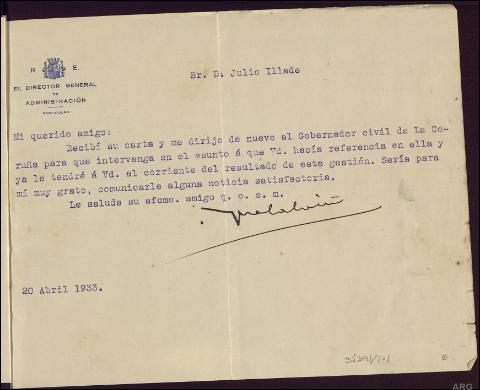 R. E.
EL DIRECTOR GENERAL
DE
ADMINISTRACIÓN
PARTICULAR
Sr. D. Julio Illade
Mi querido amigo:
Recibí su carta y me dirijo de nuevo al Gobernador civil de La Co-
ruña para que intervenga en el asunto á que Vd. hacía referencia en ella y
ya le tendré á Vd. al corriente del resultado de esta gestión. Sería para
mí muy grato, comunicarle alguna noticia satisfactoria.
Le saluda su afcmo. amigo q. e. s. m.
20 Abril 1933.
ARG